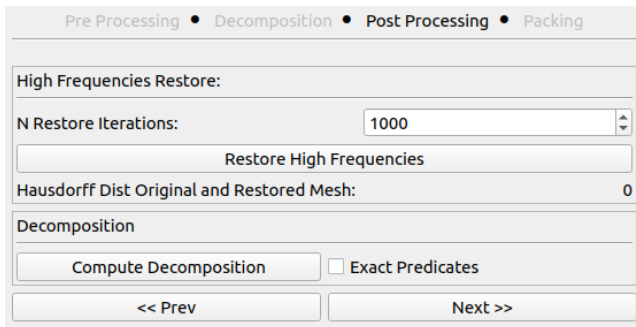 Pre Processing ● Decomposition ● Post Processing ● Packing
High Frequencies Restore:
N Restore Iterations: 1000
Restore High Frequencies
Hausdorff Dist Original and Restored Mesh: 0
Decomposition
Compute Decomposition Exact Predicates
<< Prev Next >>